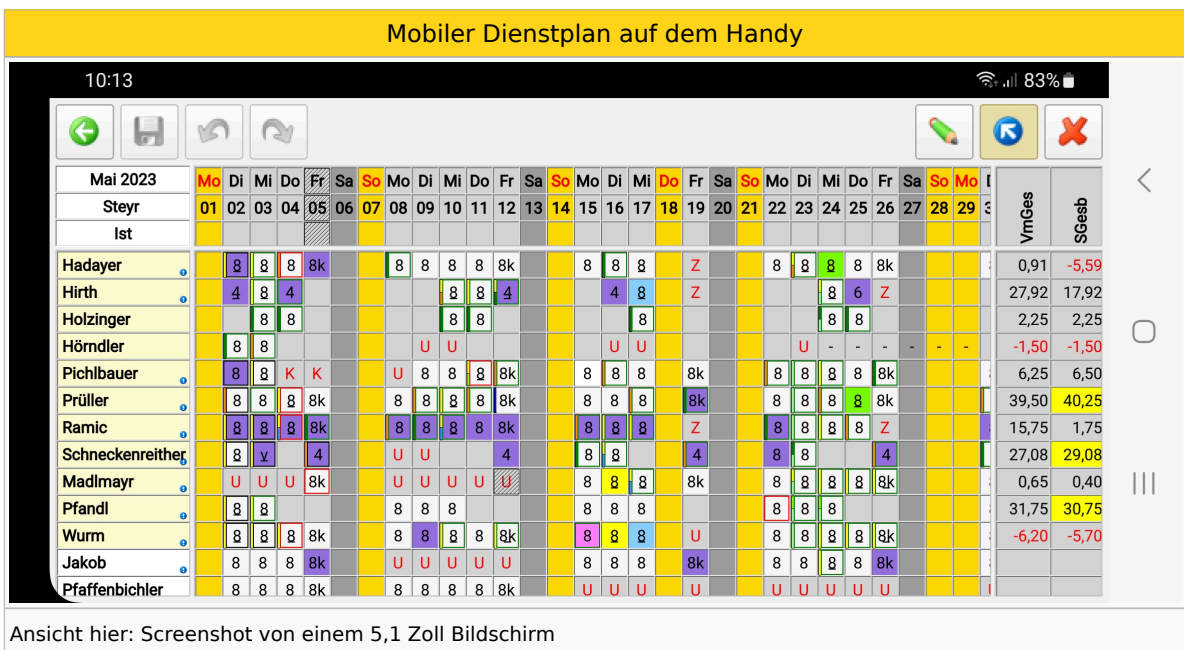 Mobiler Dienstplan auf dem Handy
10:13 83%
Mai 2023 Mo Di Mi Do Fr Sa So Mo Di Mi Do Fr Sa So Mo Di Mi Do Fr Sa So Mo Di Mi Do Fr Sa So Mo VmGes SGesb
Steyr 01 02 03 04 05 06 07 08 09 10 11 12 13 14 15 16 17 18 19 20 21 22 23 24 25 26 27 28 29
Ist
Hadayer 8 8 8 8k 8 8 8 8 8k 8 8 8 Z 8 8 8 8 8k 0,91 -5,59
Hirth 4 8 4 8 8 4 4 8 Z 8 6 Z 27,92 17,92
Holzinger 8 8 8 8 8 8 8 2,25 2,25
Hörndler 8 8 U U U U U - - - - - - -1,50 -1,50
Pichlbauer 8 8 K K U 8 8 8 8k 8 8 8 8k 8 8 8 8 8k 6,25 6,50
Prüller 8 8 8 8k 8 8 8 8 8k 8 8 8 8k 8 8 8 8 8k 39,50 40,25
Ramic 8 8 8 8k 8 8 8 8 8k 8 8 8 Z 8 8 8 8 Z 15,75 1,75
Schneckenreither 8 v 4 U U 4 8 8 4 8 8 4 27,08 29,08
Madlmayr U U U 8k U U U U U 8 8 8 8k 8 8 8 8 8k 0,65 0,40
Pfandl 8 8 8 8 8 8 8 8 8 8 8 31,75 30,75
Wurm 8 8 8 8k 8 8 8 8 8k 8 8 8 U 8 8 8 8 8k -6,20 -5,70
Jakob 8 8 8 8k U U U U U 8 8 8 8k 8 8 8 8 8k
Pfaffenbichler 8 8 8 8k 8 8 8 8 8k U U U U U U U U U
Ansicht hier: Screenshot von einem 5,1 Zoll Bildschirm